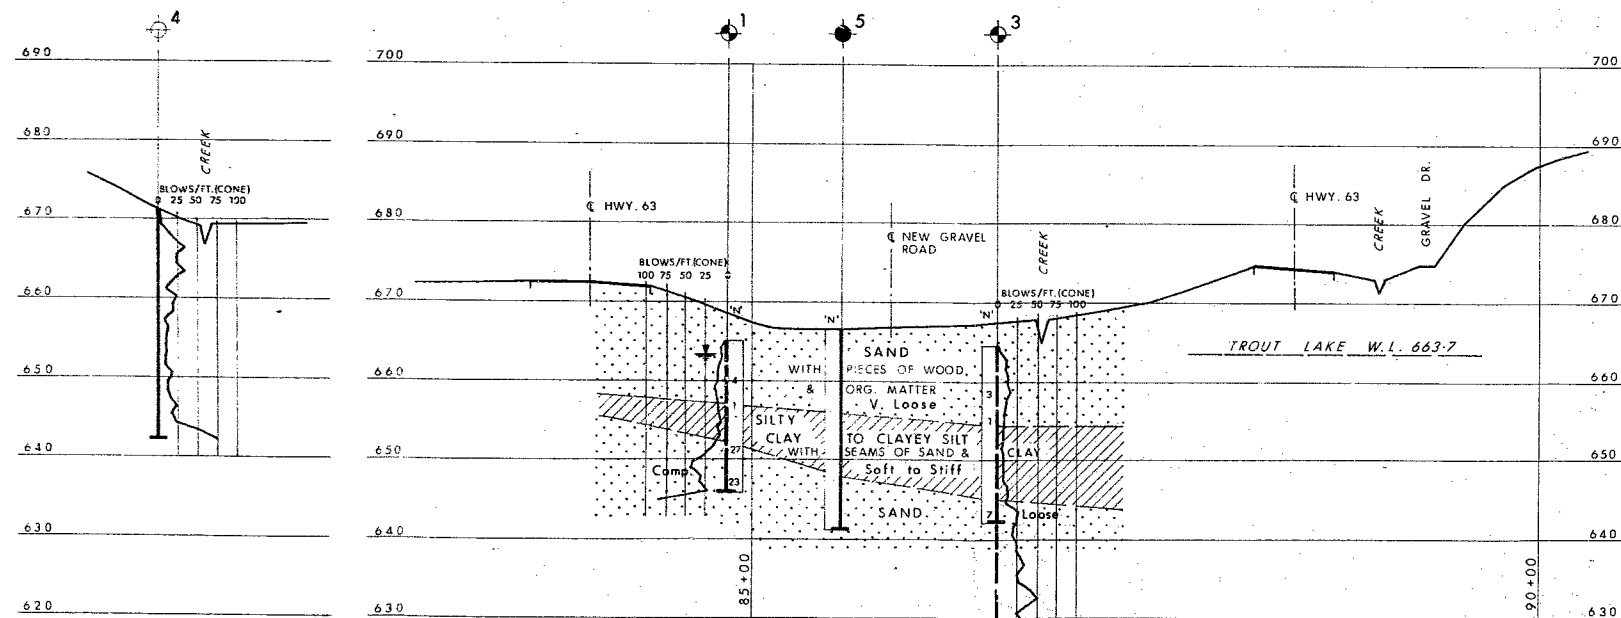 4
1
5
3
690
680
670
660
650
640
630
620
CREEK
BLOWS/FT.(CONE)
0 25 50 75 100
700
690
680
670
660
650
640
630
℄ HWY. 63
BLOWS/FT.(CONE)
100 75 50 25
'N'
4
1
27
23
Comp.
℄ NEW GRAVEL
ROAD
'N'
CREEK
BLOWS/FT.(CONE)
25 50 75 100
'N'
3
1
7
SAND
WITH PIECES OF WOOD,
& ORG. MATTER
V. Loose
SILTY
CLAY TO CLAYEY SILT
WITH SEAMS OF SAND & CLAY
Soft to Stiff
SAND
Loose
85+00
℄ HWY. 63
CREEK
GRAVEL DR.
TROUT LAKE W.L. 663·7
90+00
700
690
680
670
660
650
640
630